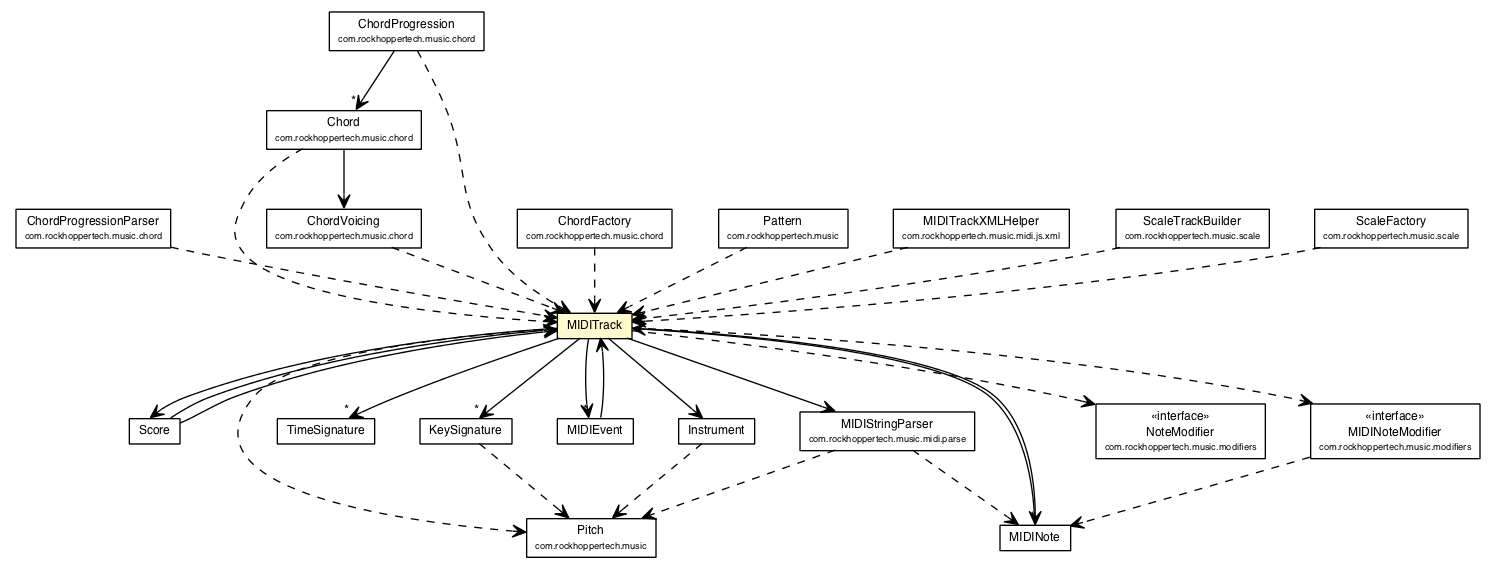 ChordProgression
com.rockhoppertech.music.chord
*
Chord
com.rockhoppertech.music.chord
ChordProgressionParser
com.rockhoppertech.music.chord
ChordVoicing
com.rockhoppertech.music.chord
ChordFactory
com.rockhoppertech.music.chord
Pattern
com.rockhoppertech.music
MIDITrackXMLHelper
com.rockhoppertech.music.midi.js.xml
ScaleTrackBuilder
com.rockhoppertech.music.scale
ScaleFactory
com.rockhoppertech.music.scale
MIDITrack
*
*
*
Score
TimeSignature
KeySignature
MIDIEvent
Instrument
MIDIStringParser
com.rockhoppertech.music.midi.parse
«interface»
NoteModifier
com.rockhoppertech.music.modifiers
«interface»
MIDINoteModifier
com.rockhoppertech.music.modifiers
Pitch
com.rockhoppertech.music
MIDINote